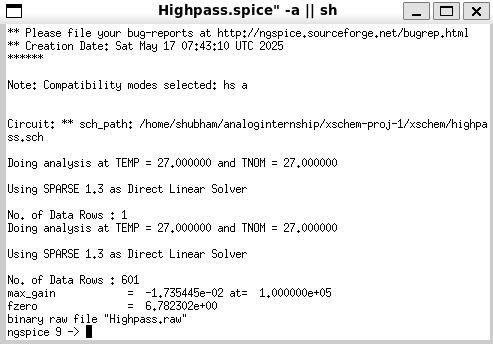 Highpass.spice" -a || sh
** Please file your bug-reports at http://ngspice.sourceforge.net/bugrep.html
** Creation Date: Sat May 17 07:43:10 UTC 2025
******
Note: Compatibility modes selected: hs a
Circuit: ** sch_path: /home/shubham/analoginternship/xschem-proj-1/xschem/highpa
ss.sch
Doing analysis at TEMP = 27.000000 and TNOM = 27.000000
Using SPARSE 1.3 as Direct Linear Solver
No. of Data Rows : 1
Doing analysis at TEMP = 27.000000 and TNOM = 27.000000
Using SPARSE 1.3 as Direct Linear Solver
No. of Data Rows : 601
max_gain            =  -1.735445e-02 at=  1.000000e+05
fzero               =  6.782302e+00
binary raw file "Highpass.raw"
ngspice 9 ->